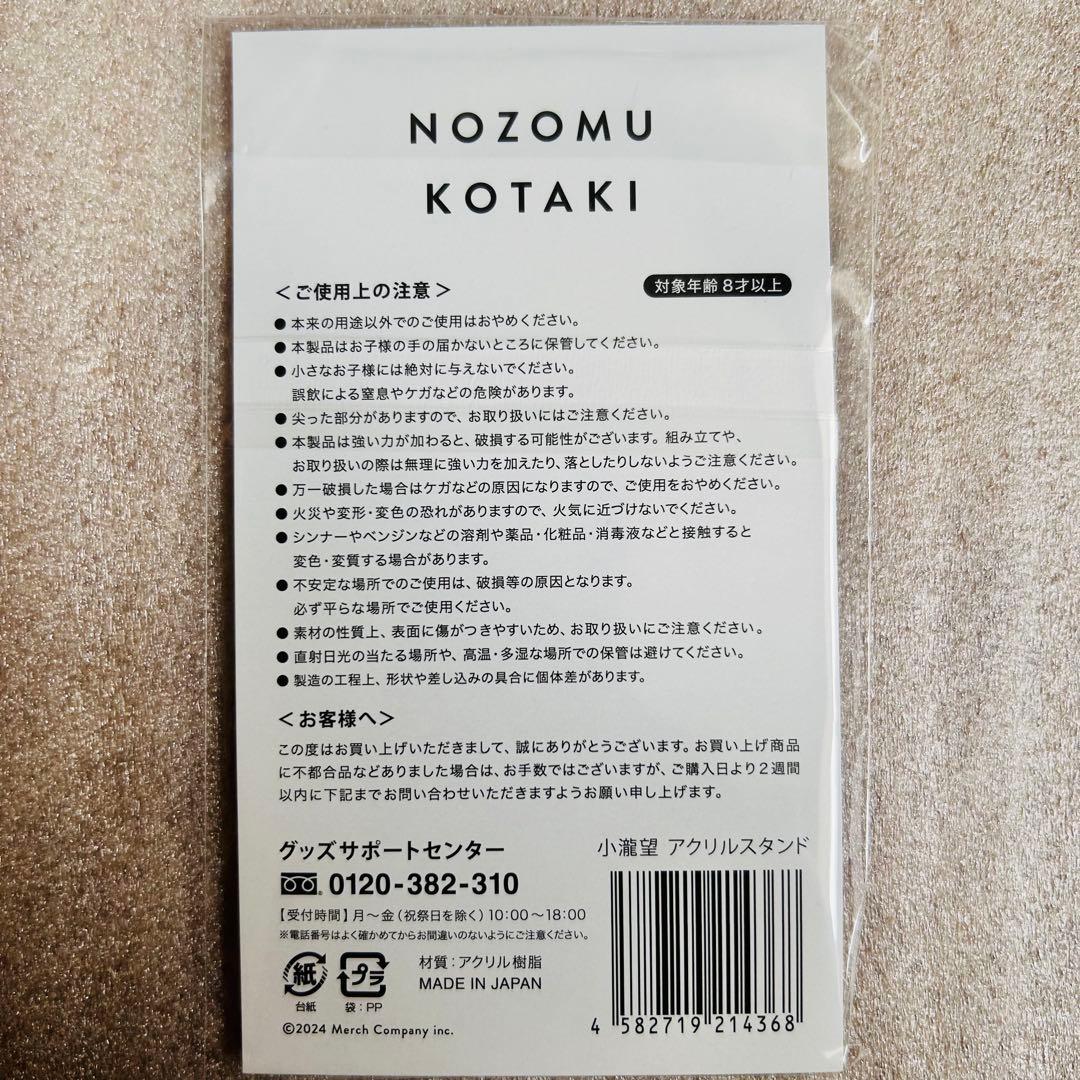 NOZOMU
KOTAKI
＜ご使用上の注意＞
対象年齢8才以上
●本来の用途以外でのご使用はおやめください。
●本製品はお子様の手の届かないところに保管してください。
●小さなお子様には絶対に与えないでください。
誤飲による窒息やケガなどの危険があります。
●尖った部分がありますので、お取り扱いにはご注意ください。
●本製品は強い力が加わると、破損する可能性がございます。組み立てや、
お取り扱いの際は無理に強い力を加えたり、落としたりしないようご注意ください。
●万一破損した場合はケガなどの原因になりますので、ご使用をおやめください。
●火災や変形・変色の恐れがありますので、火気に近づけないでください。
●シンナーやベンジンなどの溶剤や薬品・化粧品・消毒液などと接触すると
変色・変質する場合があります。
●不安定な場所でのご使用は、破損等の原因となります。
必ず平らな場所でご使用ください。
●素材の性質上、表面に傷がつきやすいため、お取り扱いにご注意ください。
●直射日光の当たる場所や、高温・多湿な場所での保管は避けてください。
●製造の工程上、形状や差し込みの具合に個体差があります。
＜お客様へ＞
この度はお買い上げいただきまして、誠にありがとうございます。お買い上げ商品
に不都合品などありました場合は、お手数ではございますが、ご購入日より2週間
以内に下記までお問い合わせいただきますようお願い申し上げます。
グッズサポートセンター
0120-382-310
【受付時間】月～金（祝祭日を除く）10:00～18:00
※電話番号はよく確かめてからお間違いのないようにご注意ください。
紙
台紙
プラ
袋：PP
材質：アクリル樹脂
MADE IN JAPAN
©2024 Merch Company inc.
小瀧望 アクリルスタンド
4 582719 214368